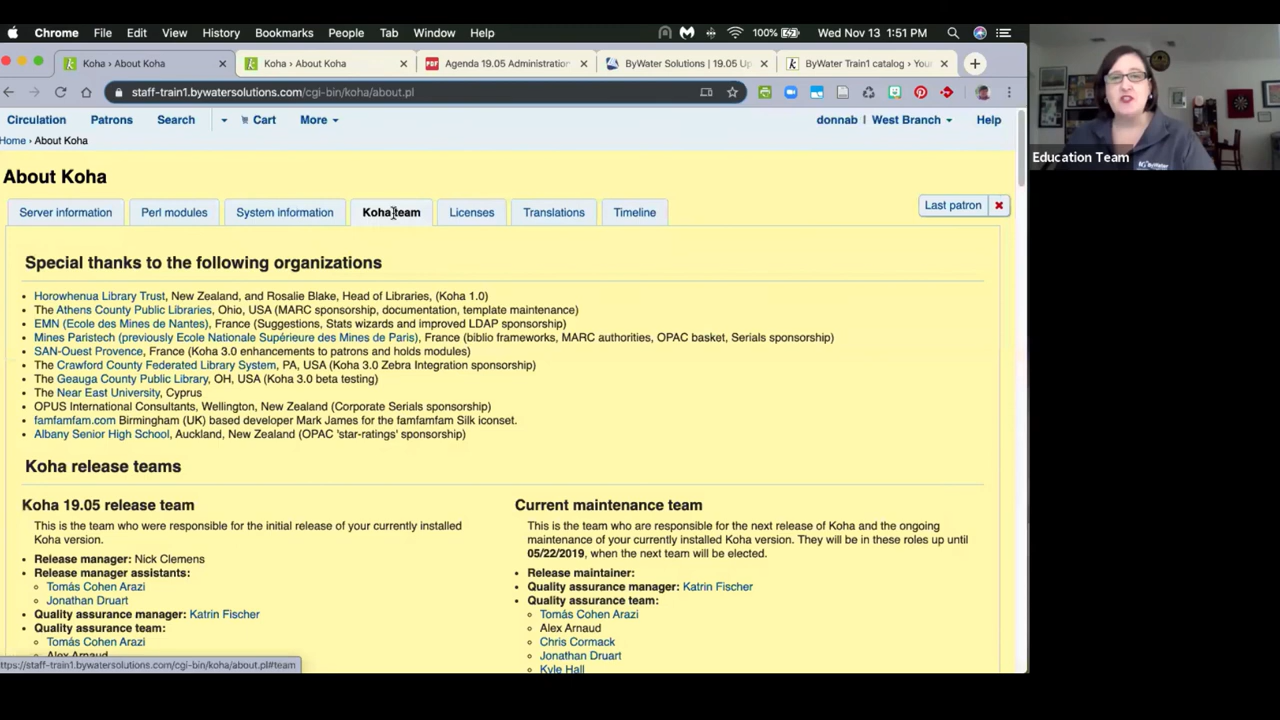 Chrome File Edit View History Bookmarks People Tab Window Help 100% Wed Nov 13 1:51 PM
Koha › About Koha Koha › About Koha Agenda 19.05 Administration ByWater Solutions | 19.05 Up ByWater Train1 catalog › Your
staff-train1.bywatersolutions.com/cgi-bin/koha/about.pl
Circulation Patrons Search Cart More donnab | West Branch Help
Home › About Koha
About Koha
Server information Perl modules System information Koha team Licenses Translations Timeline
Last patron
Special thanks to the following organizations
Horowhenua Library Trust, New Zealand, and Rosalie Blake, Head of Libraries, (Koha 1.0)
The Athens County Public Libraries, Ohio, USA (MARC sponsorship, documentation, template maintenance)
EMN (Ecole des Mines de Nantes), France (Suggestions, Stats wizards and improved LDAP sponsorship)
Mines Paristech (previously Ecole Nationale Supérieure des Mines de Paris), France (biblio frameworks, MARC authorities, OPAC basket, Serials sponsorship)
SAN-Ouest Provence, France (Koha 3.0 enhancements to patrons and holds modules)
The Crawford County Federated Library System, PA, USA (Koha 3.0 Zebra Integration sponsorship)
The Geauga County Public Library, OH, USA (Koha 3.0 beta testing)
The Near East University, Cyprus
OPUS International Consultants, Wellington, New Zealand (Corporate Serials sponsorship)
famfamfam.com Birmingham (UK) based developer Mark James for the famfamfam Silk iconset.
Albany Senior High School, Auckland, New Zealand (OPAC 'star-ratings' sponsorship)
Koha release teams
Koha 19.05 release team
This is the team who were responsible for the initial release of your currently installed
Koha version.
Release manager: Nick Clemens
Release manager assistants:
Tomás Cohen Arazi
Jonathan Druart
Quality assurance manager: Katrin Fischer
Quality assurance team:
Tomás Cohen Arazi
Alex Arnaud
Current maintenance team
This is the team who are responsible for the next release of Koha and the ongoing
maintenance of your currently installed Koha version. They will be in these roles up until
05/22/2019, when the next team will be elected.
Release maintainer:
Quality assurance manager: Katrin Fischer
Quality assurance team:
Tomás Cohen Arazi
Alex Arnaud
Chris Cormack
Jonathan Druart
Kyle Hall
ttps://staff-train1.bywatersolutions.com/cgi-bin/koha/about.pl#team
Education Team
ByWater